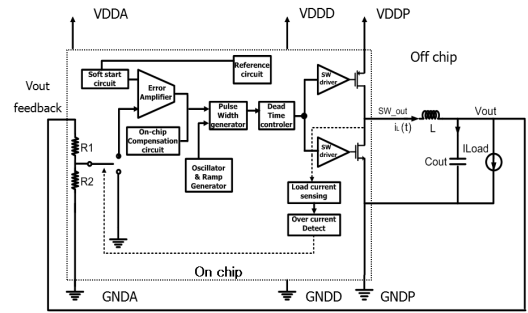 VDDA
VDDD
VDDP
Off chip
Vout
feedback
Soft start
circuit
Error
Amplifier
Reference
circuit
On-chip
Compensation
circuit
Pulse
Width
generator
Dead
Time
controler
SW
driver
SW
driver
SW_out
iL(t)
L
Vout
Cout
ILoad
R1
R2
Oscillator
& Ramp
Generator
Load current
sensing
Over current
Detect
On chip
GNDA
GNDD
GNDP